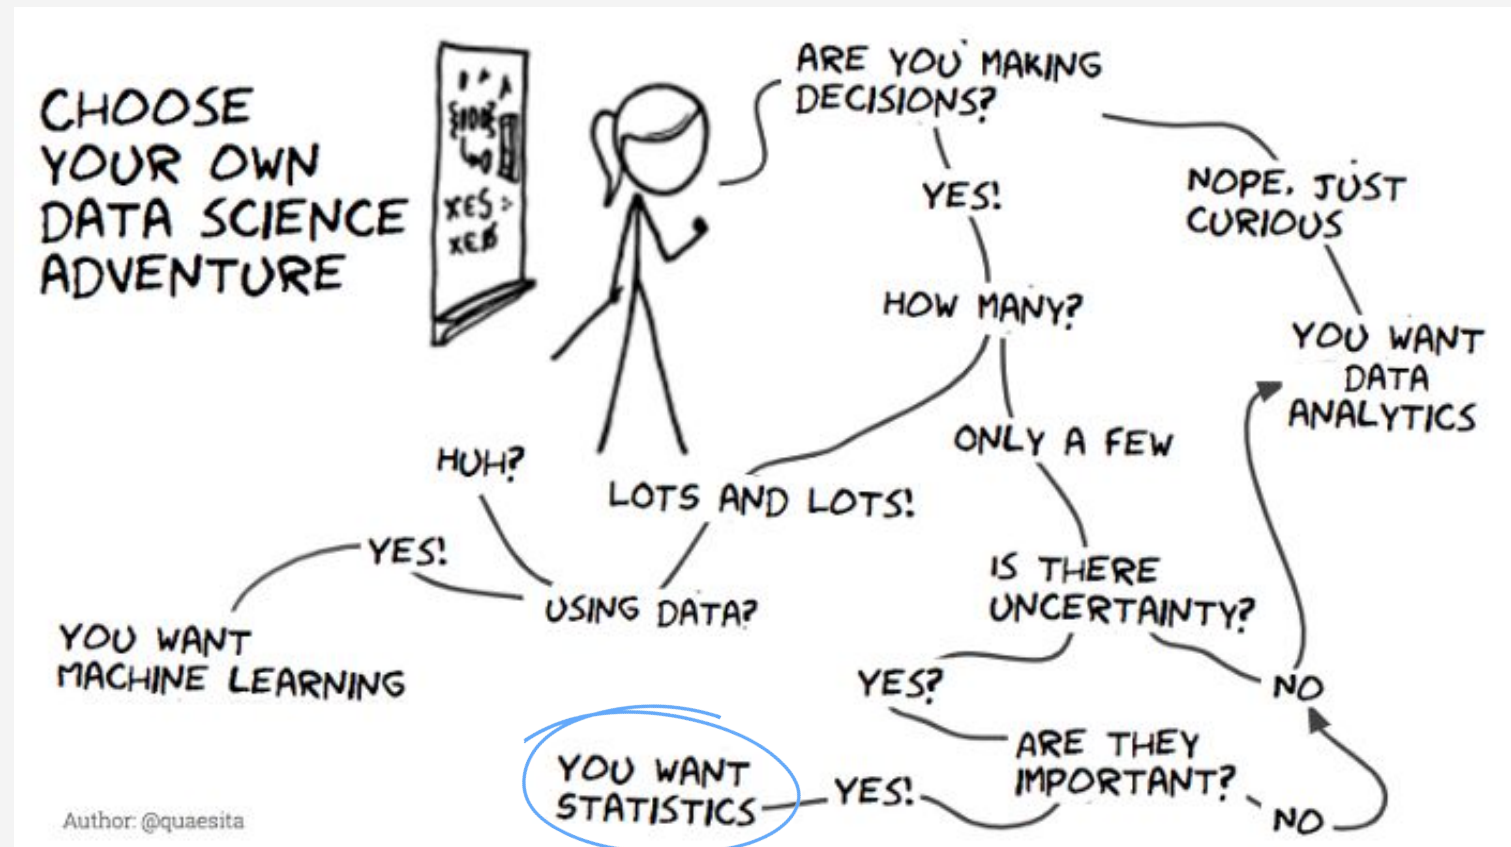 CHOOSE
YOUR OWN
DATA SCIENCE
ADVENTURE
ARE YOU MAKING
DECISIONS?
YES!
NOPE, JUST
CURIOUS
HOW MANY?
YOU WANT
DATA
ANALYTICS
ONLY A FEW
HUH?
LOTS AND LOTS!
YES!
USING DATA?
IS THERE
UNCERTAINTY?
YOU WANT
MACHINE LEARNING
YES?
NO
ARE THEY
IMPORTANT?
YOU WANT
STATISTICS
YES!
NO
Author: @quaesita